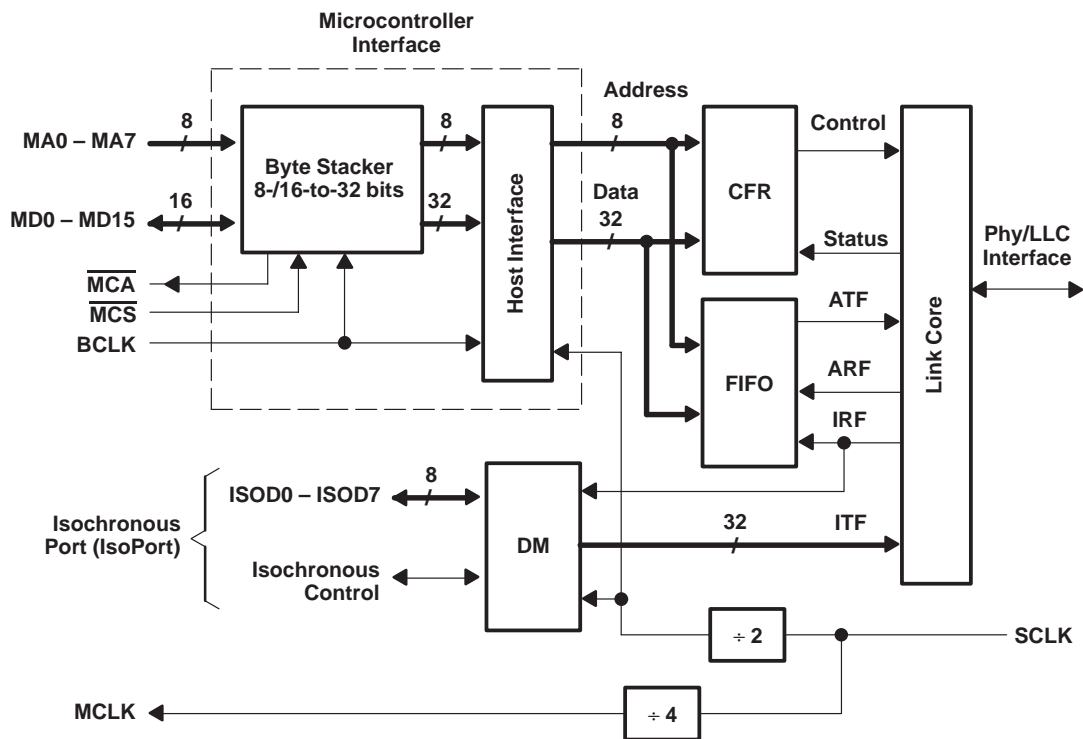 Microcontroller
Interface
Address
MA0 – MA7
8
8
8
Control
Byte Stacker
8-/16-to-32 bits
CFR
Data
MD0 – MD15
16
32
32
Host Interface
Status
Phy/LLC
Interface
MCA
MCS
BCLK
ATF
Link Core
FIFO
ARF
IRF
ISOD0 – ISOD7
8
Isochronous
Port (IsoPort)
DM
32
ITF
Isochronous
Control
÷ 2
SCLK
MCLK
÷ 4